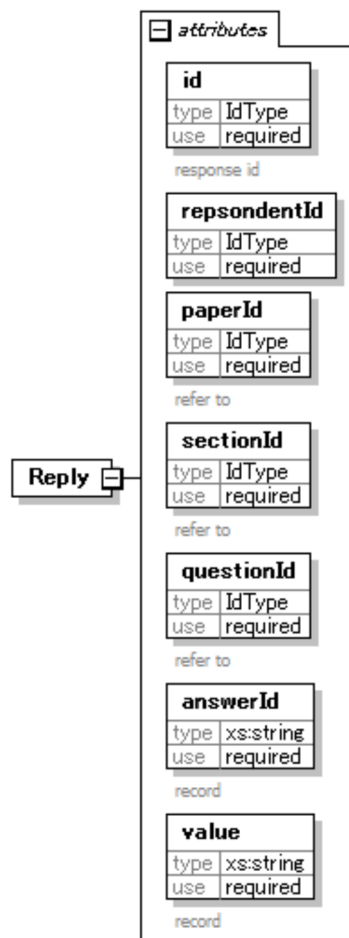 attributes
id
type IdType
use required
response id
repsondentId
type IdType
use required
paperId
type IdType
use required
refer to
sectionId
type IdType
use required
refer to
Reply
questionId
type IdType
use required
refer to
answerId
type xs:string
use required
record
value
type xs:string
use required
record